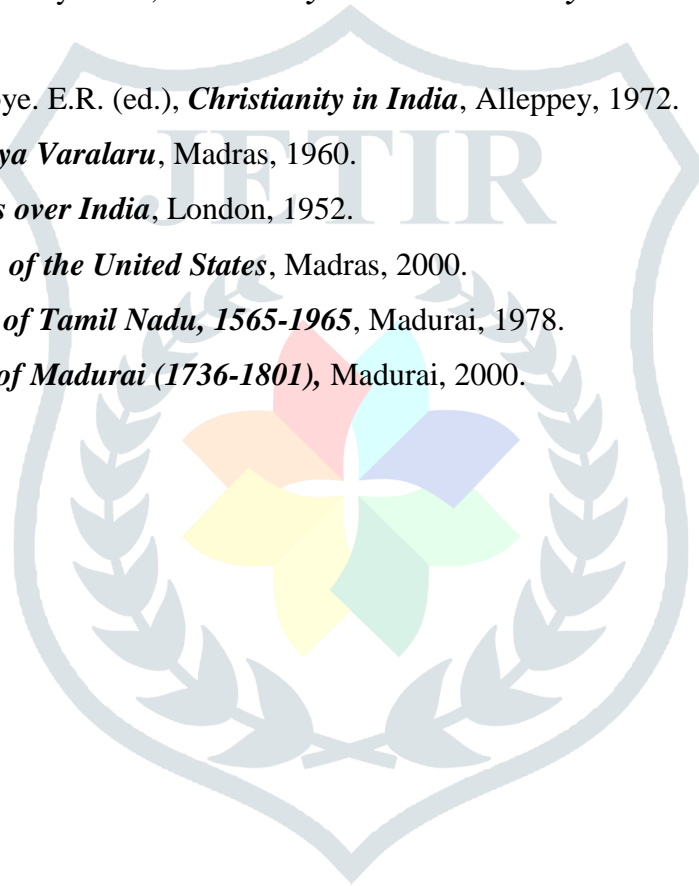 ye. E.R. (ed.), Christianity in India, Alleppey, 1972.
ya Varalaru, Madras, 1960.
s over India, London, 1952.
of the United States, Madras, 2000.
of Tamil Nadu, 1565-1965, Madurai, 1978.
of Madurai (1736-1801), Madurai, 2000.
JETIR